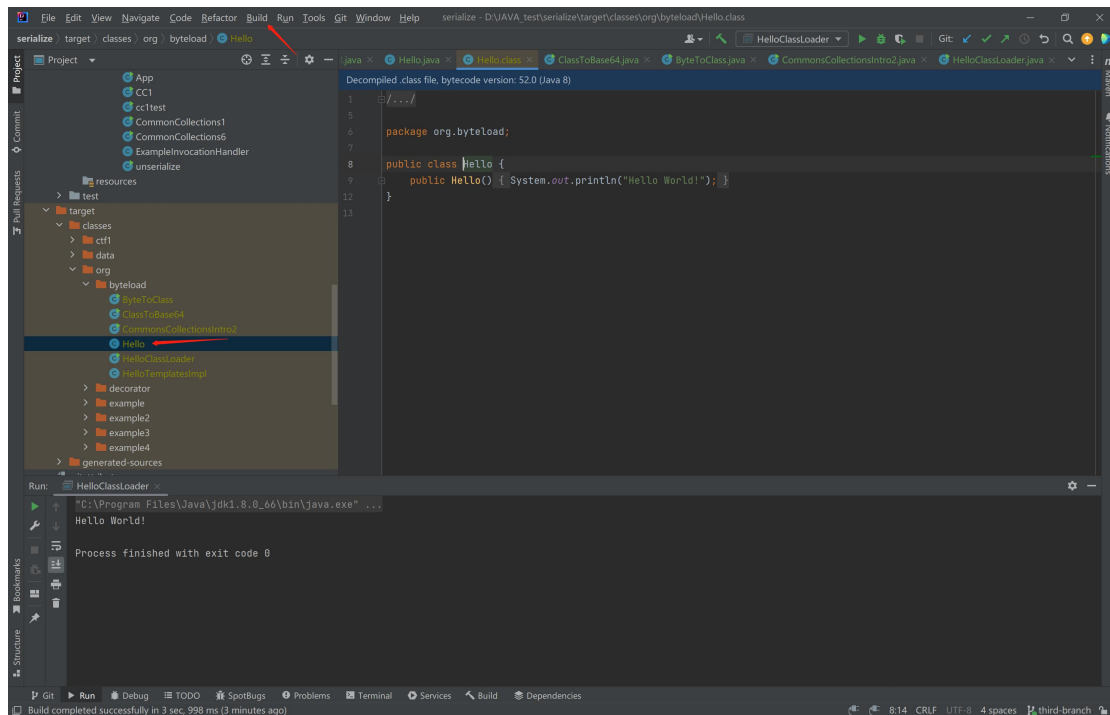 File Edit View Navigate Code Refactor Build Run Tools Git Window Help serialize - D:\JAVA_test\serialize\target\classes\org\byteload\Hello.class
serialize target classes org byteload Hello HelloClassLoader Git:
Project .java Hello.java Hello.class ClassToBase64.java ByteToClass.java CommonsCollectionsIntro2.java HelloClassLoader.java
Project
Commit
Pull Requests
Bookmarks
Structure
Maven
Notifications
App
CC1
cc1test
CommonCollections1
CommonCollections6
ExampleInvocationHandler
unserialize
resources
test
target
classes
ctf1
data
org
byteload
ByteToClass
ClassToBase64
CommonsCollectionsIntro2
Hello
HelloClassLoader
HelloTemplatesImpl
decorator
example
example2
example3
example4
generated-sources
Decompiled .class file, bytecode version: 52.0 (Java 8)
1 /.../
5
6 package org.byteload;
7
8 public class Hello {
9 public Hello() { System.out.println("Hello World!"); }
12 }
13
Run: HelloClassLoader
"C:\Program Files\Java\jdk1.8.0_66\bin\java.exe" ...
Hello World!
Process finished with exit code 0
Git Run Debug TODO SpotBugs Problems Terminal Services Build Dependencies
Build completed successfully in 3 sec, 998 ms (3 minutes ago) 8:14 CRLF UTF-8 4 spaces third-branch